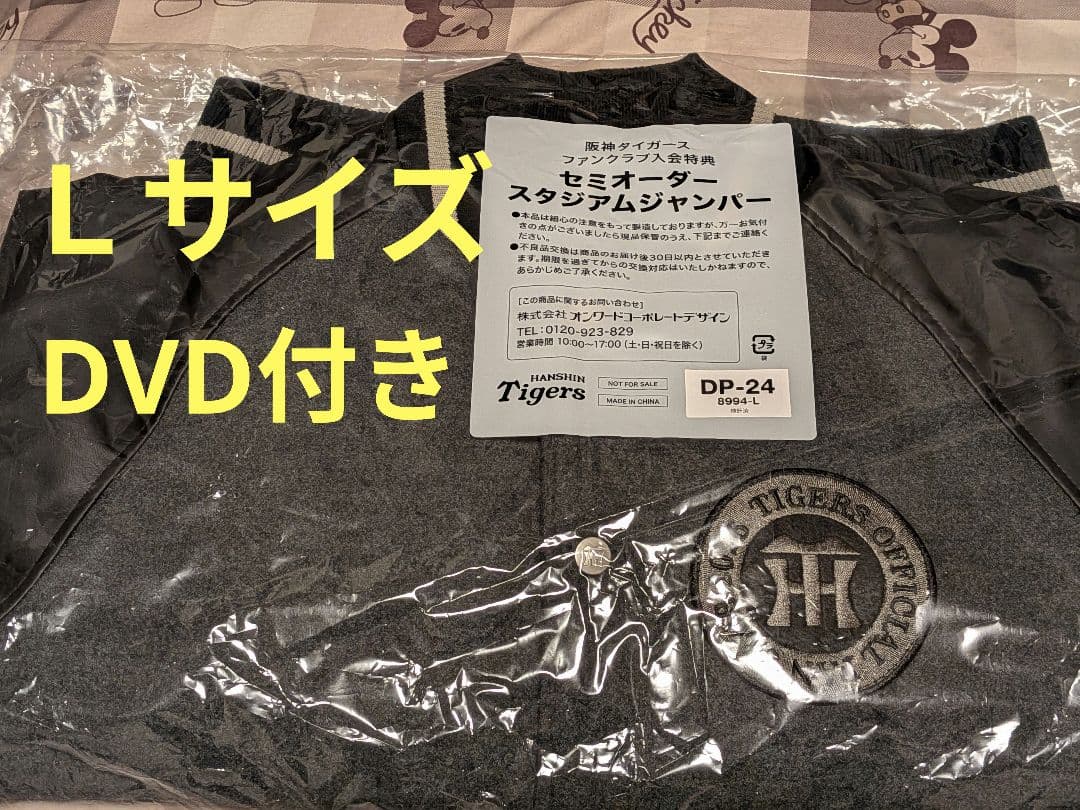 Mickey
L サイズ
DVD付き
阪神タイガース
ファンクラブ入会特典
セミオーダー
スタジアムジャンパー
●本品は細心の注意をもって製造しておりますが、万一お気付
きの点がございましたら現品保管のうえ、下記までご連絡く
ださい。
●不良品交換は商品のお届け後30日以内とさせていただき
ます。期限を過ぎてからの交換対応はいたしかねますので、
あらかじめご了承ください。
[この商品に関するお問い合わせ]
株式会社 オンワードコーポレートデザイン
TEL:0120-923-829
営業時間 10:00~17:00 (土・日・祝日を除く)
プラ
袋
HANSHIN
Tigers
NOT FOR SALE
MADE IN CHINA
DP-24
8994-L
検針済
TIGERS OFFICIAL